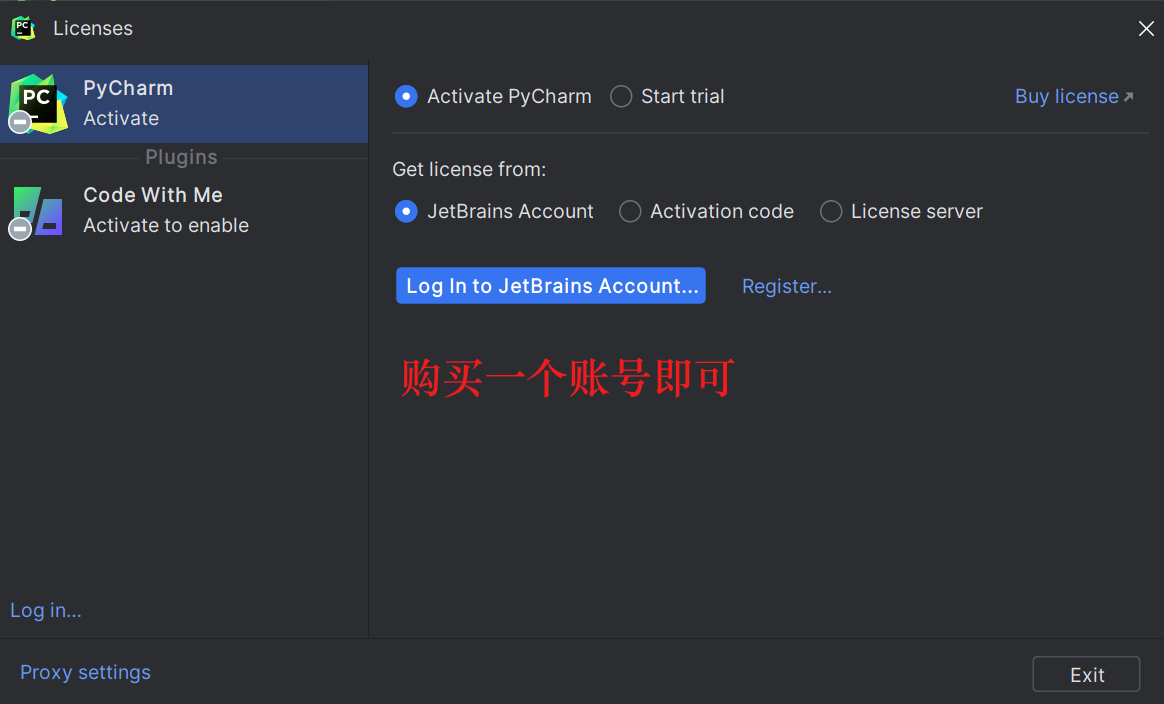 Licenses
PyCharm
Activate
Plugins
Code With Me
Activate to enable
Log in...
Proxy settings
Activate PyCharm Start trial Buy license
Get license from:
JetBrains Account Activation code License server
Log In to JetBrains Account... Register...
购买一个账号即可
Exit